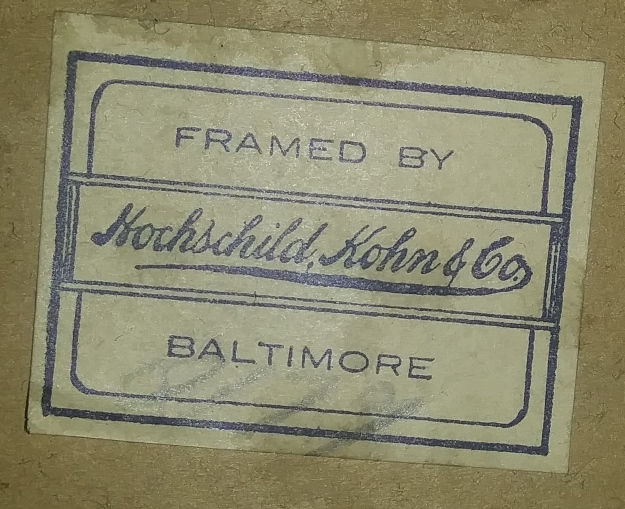 FRAMED BY
Hochschild, Kohn & Co.
BALTIMORE